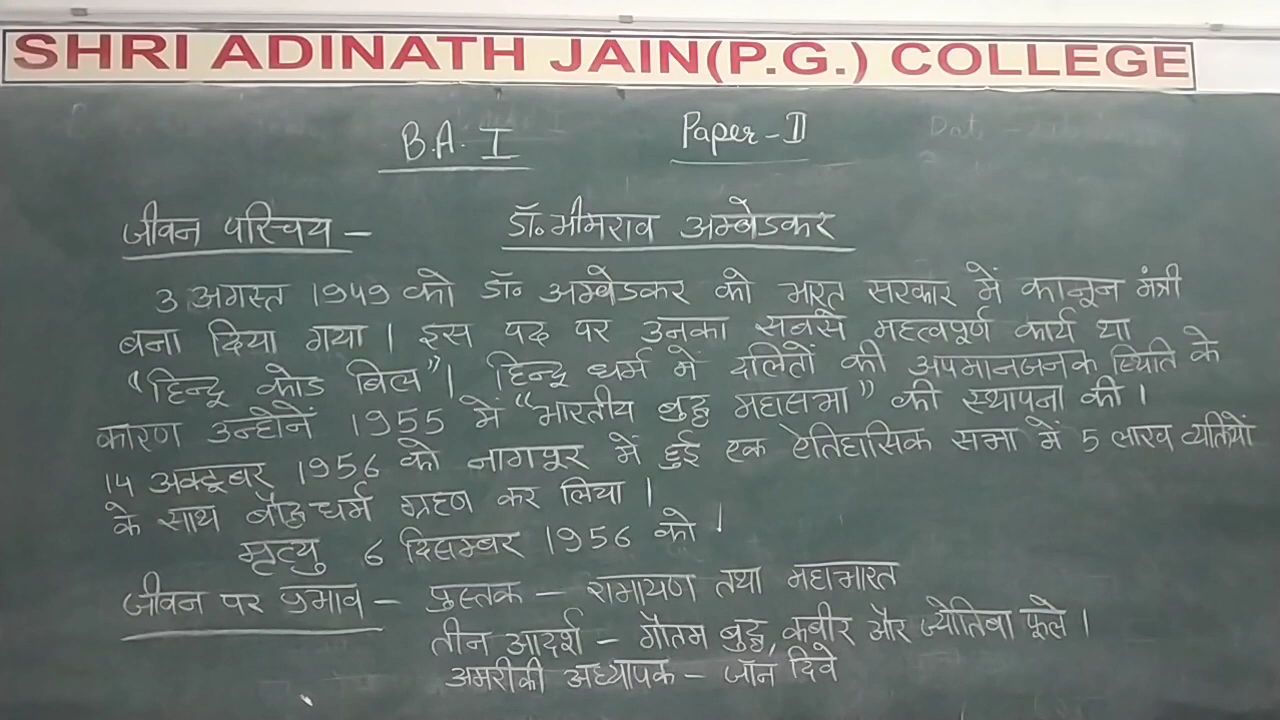 SHRI ADINATH JAIN(P.G.) COLLEGE
B.A. I Paper - II
जीवन परिचय - डॉ० भीमराव अम्बेडकर
3 अगस्त 1949 को डॉ० अम्बेडकर को भारत सरकार में कानून मंत्री
बना दिया गया। इस पद पर उनका सबसे महत्वपूर्ण कार्य था
"हिन्दू कोड बिल"। हिन्दू धर्म में दलितों की अपमानजनक स्थिति के
कारण उन्होनें 1955 में "भारतीय बुद्ध महासभा" की स्थापना की।
14 अक्टूबर 1956 को नागपूर में हुई एक ऐतिहासिक सभा में 5 लाख व्यक्तियों
के साथ बौद्ध धर्म ग्रहण कर लिया।
मृत्यु 6 दिसम्बर 1956 को।
जीवन पर प्रभाव - पुस्तक - रामायण तथा महाभारत
तीन आदर्श - गौतम बुद्ध, कबीर और ज्योतिबा फूले।
अमरीकी अध्यापक - जॉन दिवे